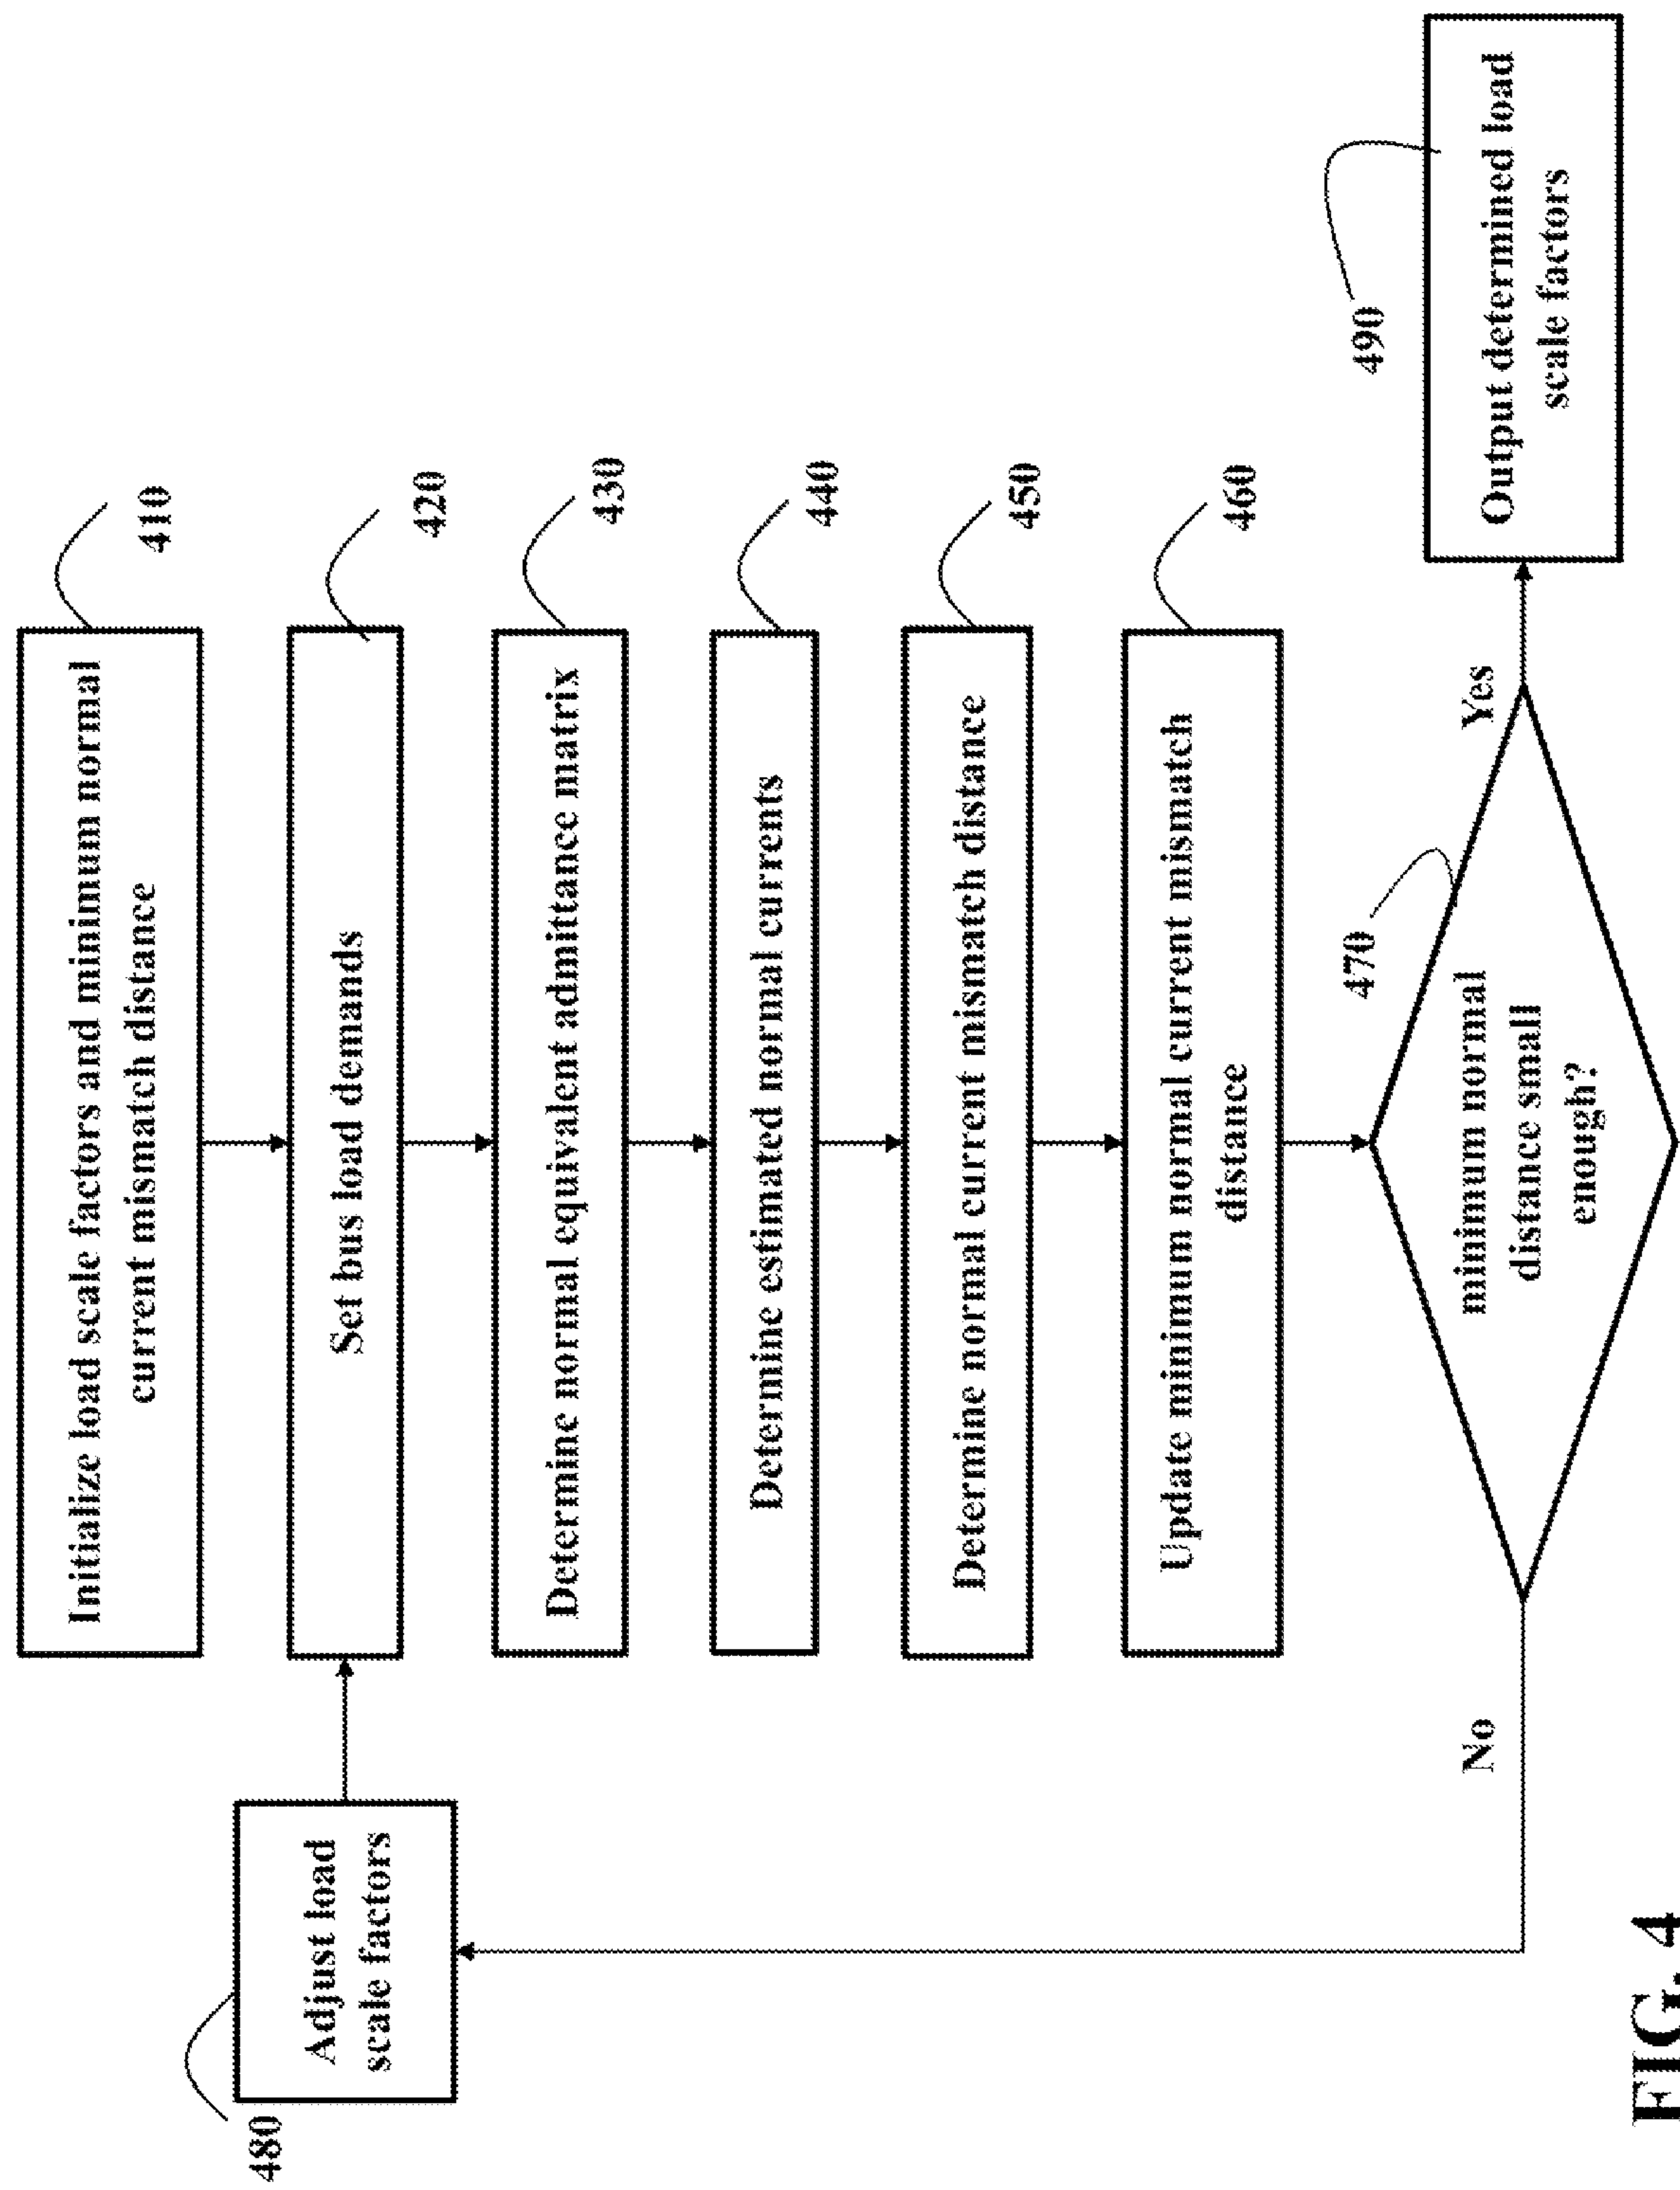 Initialize load scale factors and minimum normal
current mismatch distance
410
Set bus load demands
420
Determine normal equivalent admittance matrix
430
Determine estimated normal currents
440
Determine normal current mismatch distance
450
Update minimum normal current mismatch
distance
460
minimum normal
distance small
enough?
470
Yes
No
Adjust load
scale factors
480
Output determined load
scale factors
490
FIG. 4